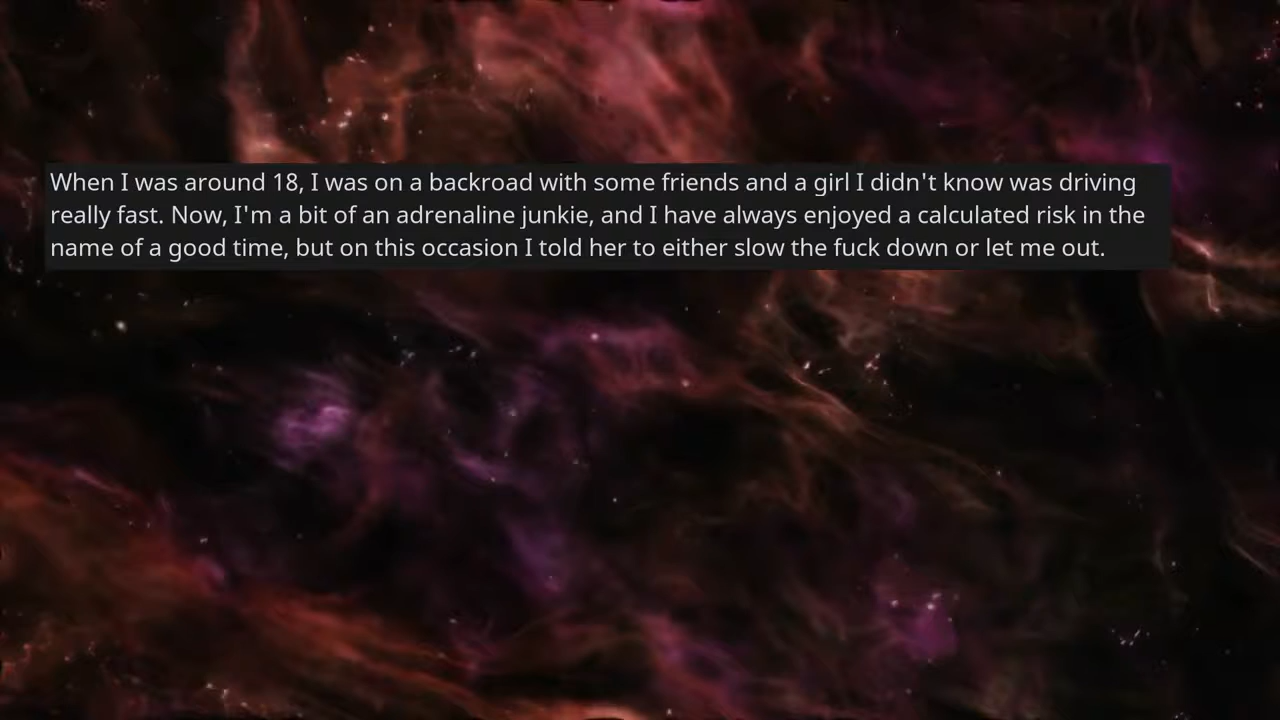 When I was around 18, I was on a backroad with some friends and a girl I didn't know was driving
really fast. Now, I'm a bit of an adrenaline junkie, and I have always enjoyed a calculated risk in the
name of a good time, but on this occasion I told her to either slow the fuck down or let me out.